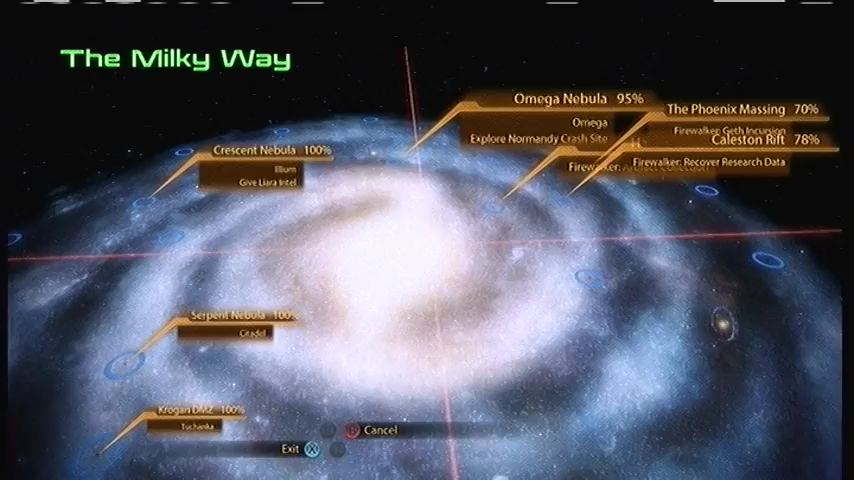 The Milky Way
Omega Nebula 95%
Omega
Explore Normandy Crash Site
The Phoenix Massing 70%
Firewalker: Geth Incursion
Caleston Rift 78%
Firewalker: Recover Research Data
Crescent Nebula 100%
Illium
Give Liara Intel
Serpent Nebula 100%
Citadel
Krogan DMZ 100%
Tuchanka
B Cancel
Exit X